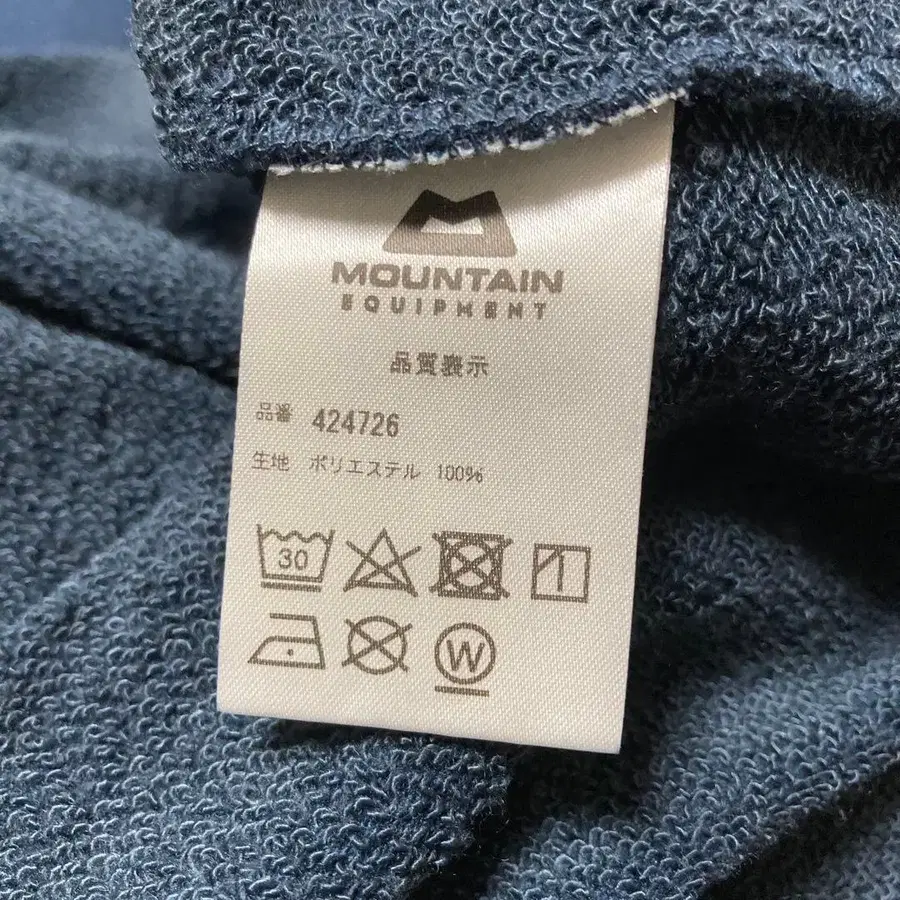 MOUNTAIN
EQUIPMENT
品質表示
品番 424726
生地 ポリエステル 100%
30
W